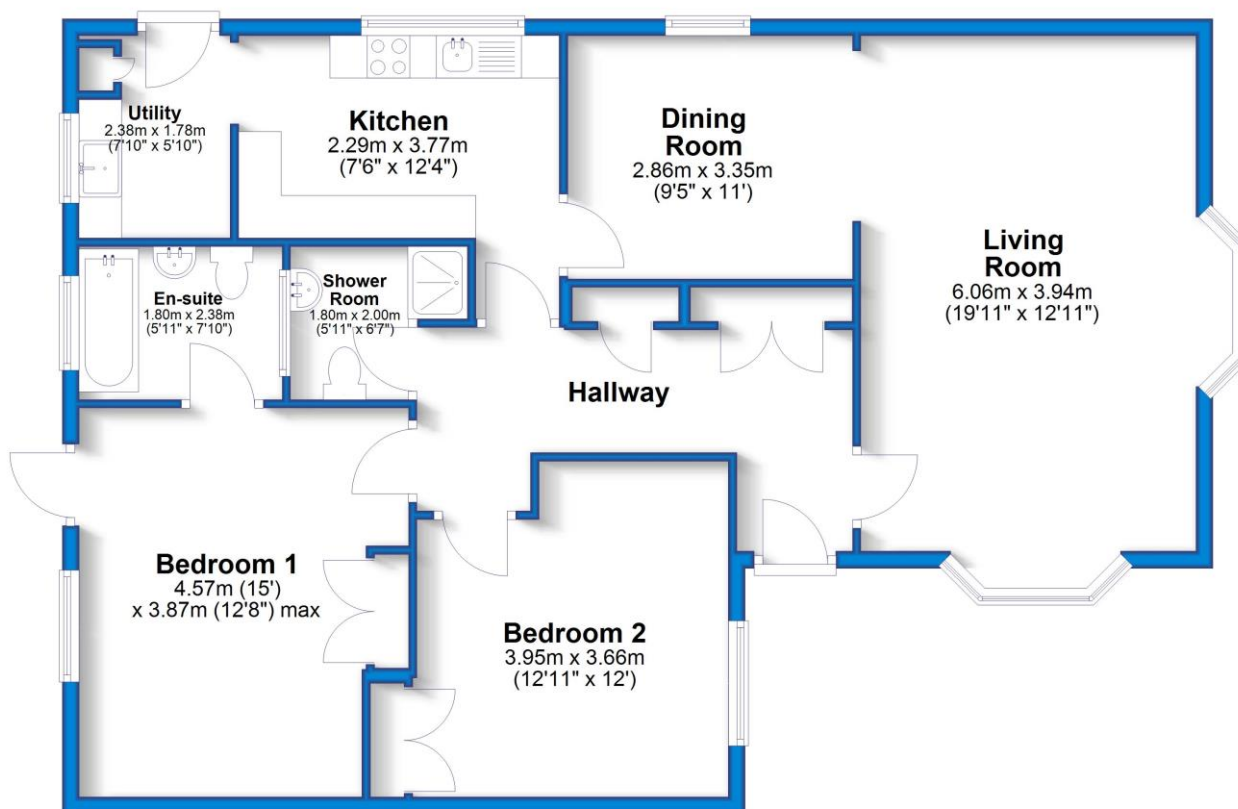 Utility
2.38m x 1.78m
(7'10" x 5'10")
Kitchen
2.29m x 3.77m
(7'6" x 12'4")
Dining
Room
2.86m x 3.35m
(9'5" x 11')
Living
Room
6.06m x 3.94m
(19'11" x 12'11")
En-suite
1.80m x 2.38m
(5'11" x 7'10")
Shower
Room
1.80m x 2.00m
(5'11" x 6'7")
Hallway
Bedroom 1
4.57m (15')
x 3.87m (12'8") max
Bedroom 2
3.95m x 3.66m
(12'11" x 12')